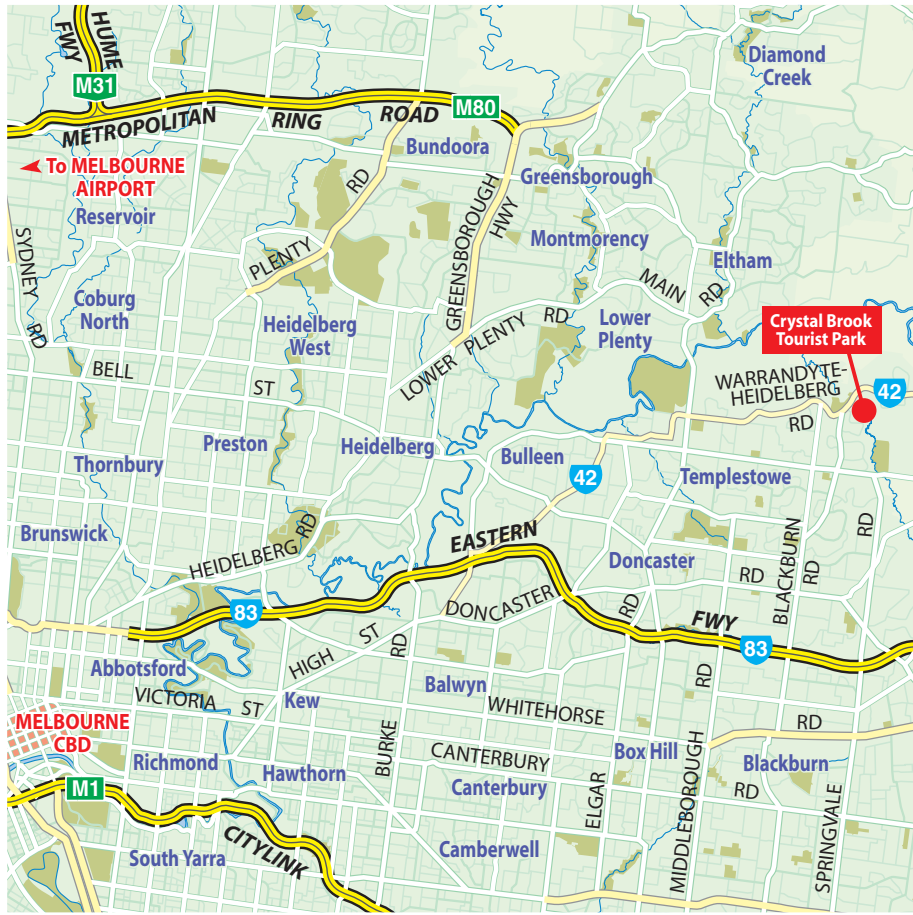 HUME
FWY
M31
Diamond
Creek
METROPOLITAN
RING
ROAD
M80
To MELBOURNE
AIRPORT
Bundoora
Greensborough
RD
GREENSBOROUGH
HWY
Reservoir
PLENTY
Montmorency
SYDNEY
RD
Eltham
MAIN
RD
Coburg
North
Heidelberg
West
LOWER PLENTY
RD
Lower
Plenty
Crystal Brook
Tourist Park
BELL
ST
WARRANDYTE-
HEIDELBERG
RD
42
Preston
Heidelberg
Bulleen
42
Thornbury
Templestowe
Brunswick
HEIDELBERG
RD
EASTERN
FWY
Doncaster
RD
BLACKBURN
RD
RD
83
DONCASTER
RD
HIGH
ST
RD
83
Abbotsford
Kew
Balwyn
RD
VICTORIA
ST
WHITEHORSE
RD
MELBOURNE
CBD
Richmond
Hawthorn
BURKE
CANTERBURY
RD
Canterbury
Box Hill
Blackburn
M1
ELGAR
MIDDLEBOROUGH
SPRINGVALE
CITYLINK
South Yarra
Camberwell